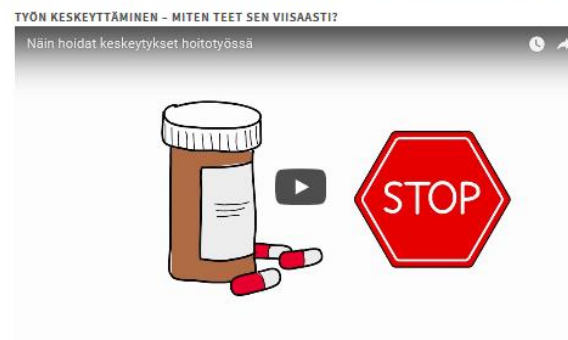 TYÖN KESKEYTTÄMINEN – MITEN TEET SEN VIISAASTI?
Näin hoidat keskeytykset hoitotyössä
STOP